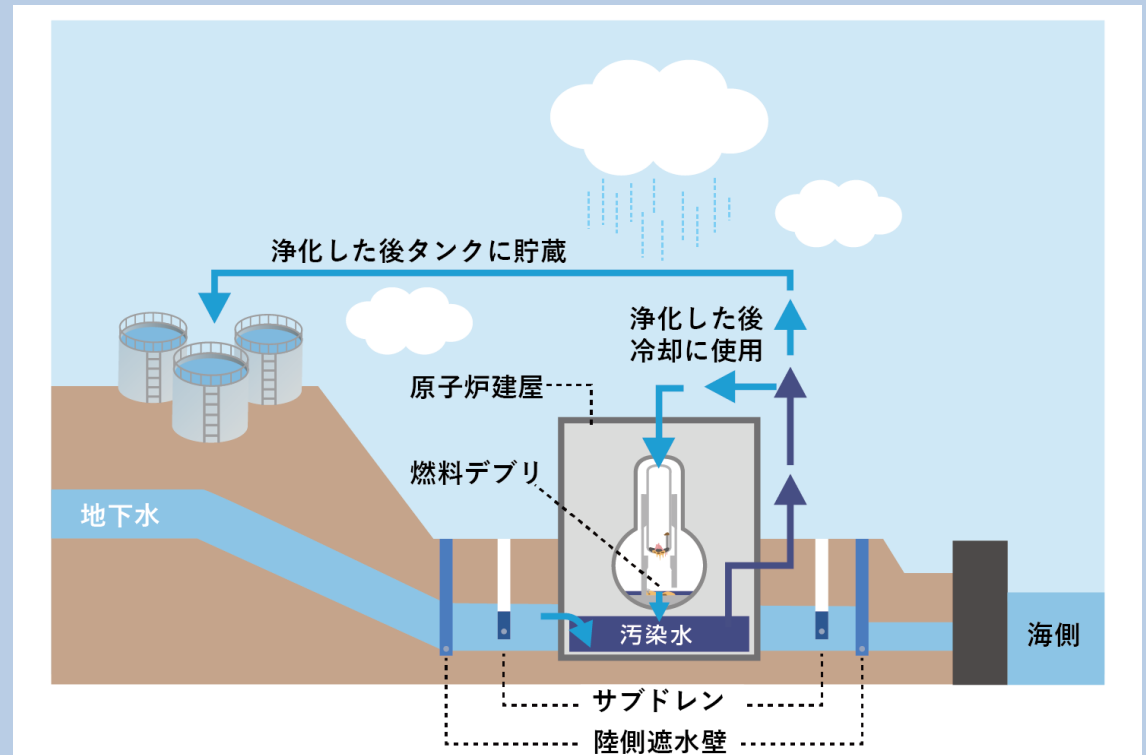 浄化した後タンクに貯蔵
浄化した後
冷却に使用
原子炉建屋
燃料デブリ
地下水
汚染水
海側
サブドレン
陸側遮水壁